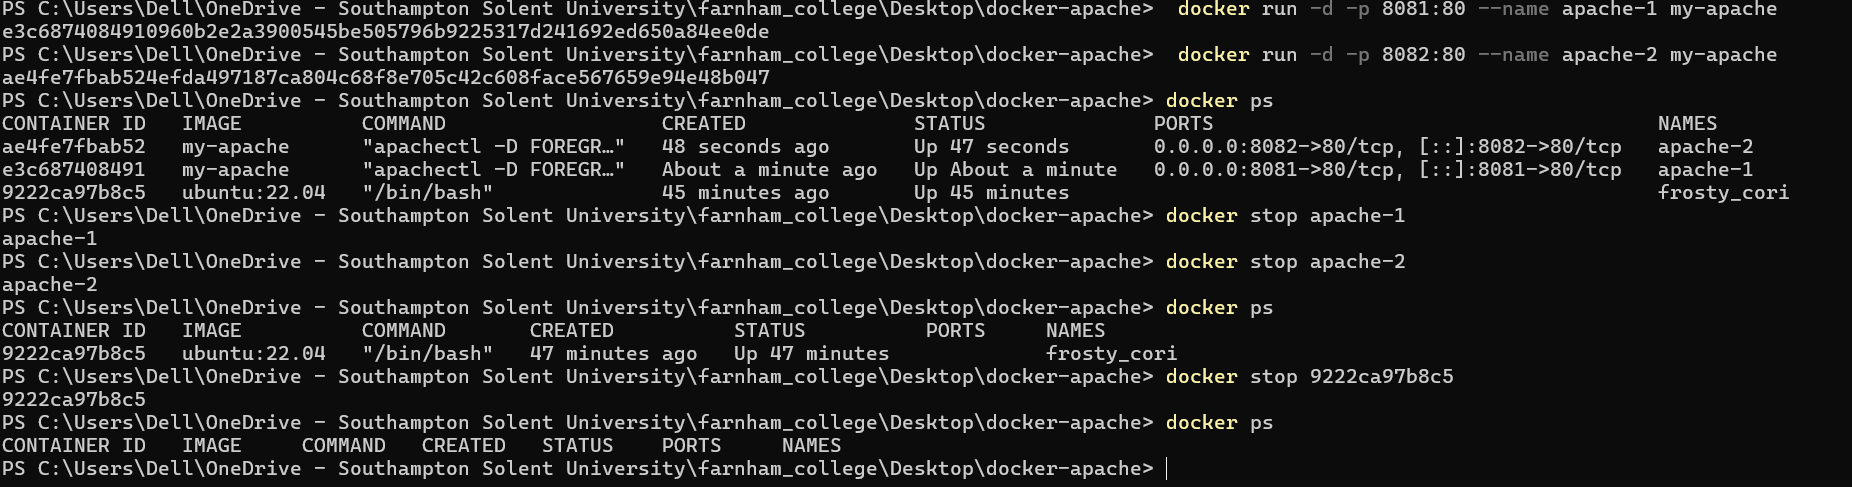 PS C:\Users\Dell\OneDrive - Southampton Solent University\farnham_college\Desktop\docker-apache>  docker run -d -p 8081:80 --name apache-1 my-apache
e3c6874084910960b2e2a3900545be505796b9225317d241692ed650a84ee0de
PS C:\Users\Dell\OneDrive - Southampton Solent University\farnham_college\Desktop\docker-apache>  docker run -d -p 8082:80 --name apache-2 my-apache
ae4fe7fbab524efda497187ca804c68f8e705c42c608face567659e94e48b047
PS C:\Users\Dell\OneDrive - Southampton Solent University\farnham_college\Desktop\docker-apache> docker ps
CONTAINER ID   IMAGE          COMMAND                  CREATED              STATUS              PORTS                                     NAMES
ae4fe7fbab52   my-apache      "apachectl -D FOREGR…"   48 seconds ago       Up 47 seconds       0.0.0.0:8082->80/tcp, [::]:8082->80/tcp   apache-2
e3c687408491   my-apache      "apachectl -D FOREGR…"   About a minute ago   Up About a minute   0.0.0.0:8081->80/tcp, [::]:8081->80/tcp   apache-1
9222ca97b8c5   ubuntu:22.04   "/bin/bash"              45 minutes ago       Up 45 minutes                                                 frosty_cori
PS C:\Users\Dell\OneDrive - Southampton Solent University\farnham_college\Desktop\docker-apache> docker stop apache-1
apache-1
PS C:\Users\Dell\OneDrive - Southampton Solent University\farnham_college\Desktop\docker-apache> docker stop apache-2
apache-2
PS C:\Users\Dell\OneDrive - Southampton Solent University\farnham_college\Desktop\docker-apache> docker ps
CONTAINER ID   IMAGE          COMMAND       CREATED          STATUS          PORTS     NAMES
9222ca97b8c5   ubuntu:22.04   "/bin/bash"   47 minutes ago   Up 47 minutes             frosty_cori
PS C:\Users\Dell\OneDrive - Southampton Solent University\farnham_college\Desktop\docker-apache> docker stop 9222ca97b8c5
9222ca97b8c5
PS C:\Users\Dell\OneDrive - Southampton Solent University\farnham_college\Desktop\docker-apache> docker ps
CONTAINER ID   IMAGE     COMMAND   CREATED   STATUS    PORTS     NAMES
PS C:\Users\Dell\OneDrive - Southampton Solent University\farnham_college\Desktop\docker-apache>